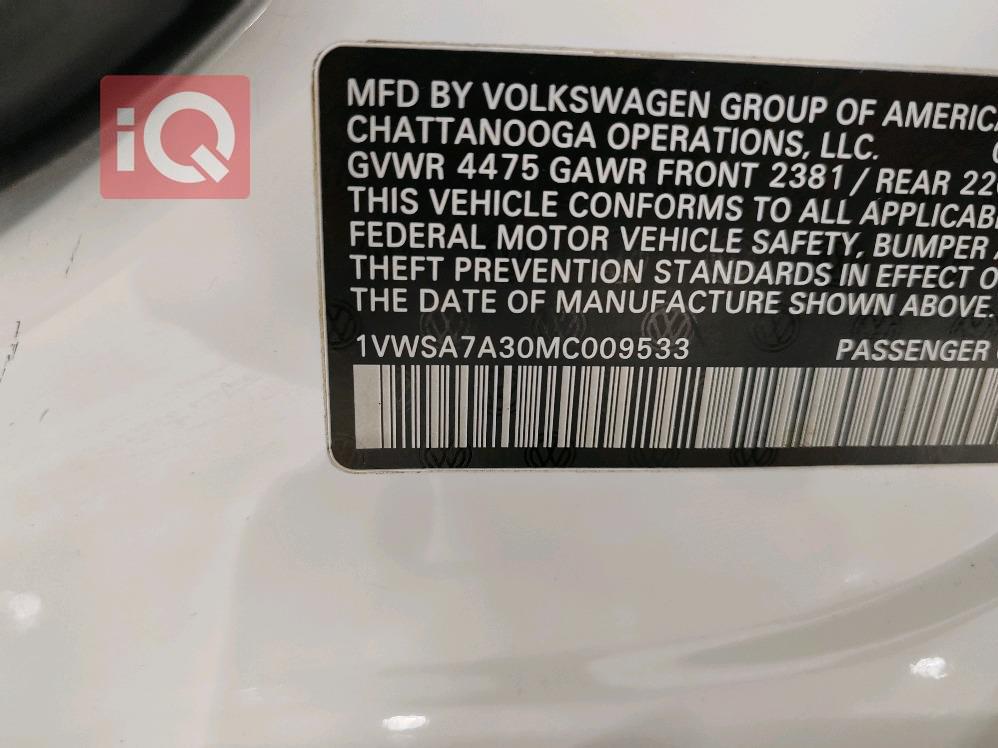 iQ
MFD BY VOLKSWAGEN GROUP OF AMERICA
CHATTANOOGA OPERATIONS, LLC.
GVWR 4475 GAWR FRONT 2381 / REAR 22
THIS VEHICLE CONFORMS TO ALL APPLICAB
FEDERAL MOTOR VEHICLE SAFETY, BUMPER
THEFT PREVENTION STANDARDS IN EFFECT O
THE DATE OF MANUFACTURE SHOWN ABOVE.
1VWSA7A30MC009533 PASSENGER